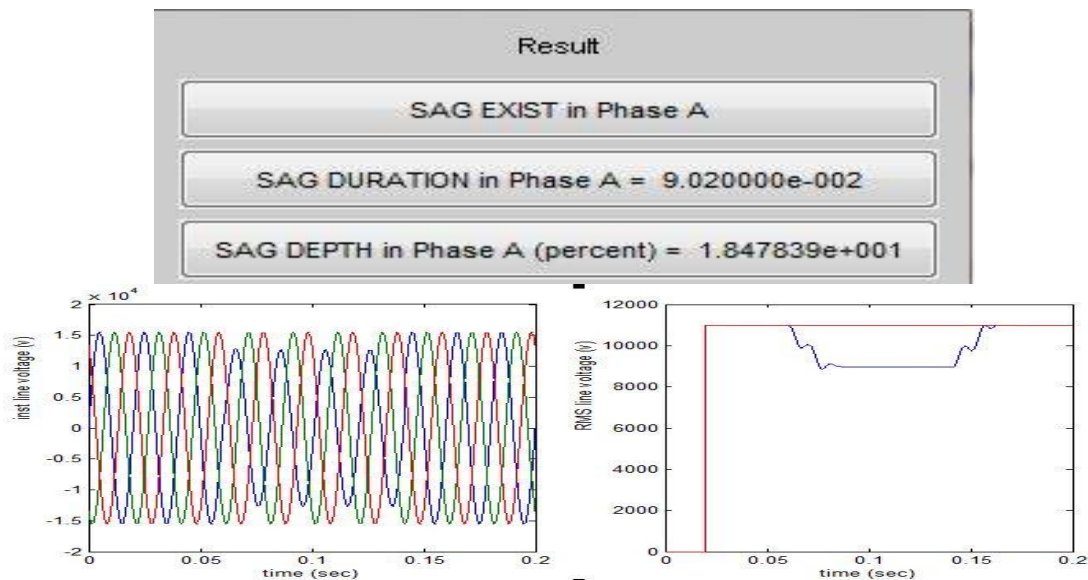 Result
SAG EXIST in Phase A
SAG DURATION in Phase A = 9.020000e-002
SAG DEPTH in Phase A (percent) = 1.847839e+001
2 × 10⁴
1.5
1
0.5
0
-0.5
-1
-1.5
-2
inst line voltage (v)
0 0.05 0.1 0.15 0.2
time (sec)
12000
10000
8000
6000
4000
2000
0
RMS line voltage (v)
0 0.05 0.1 0.15 0.2
time (sec)